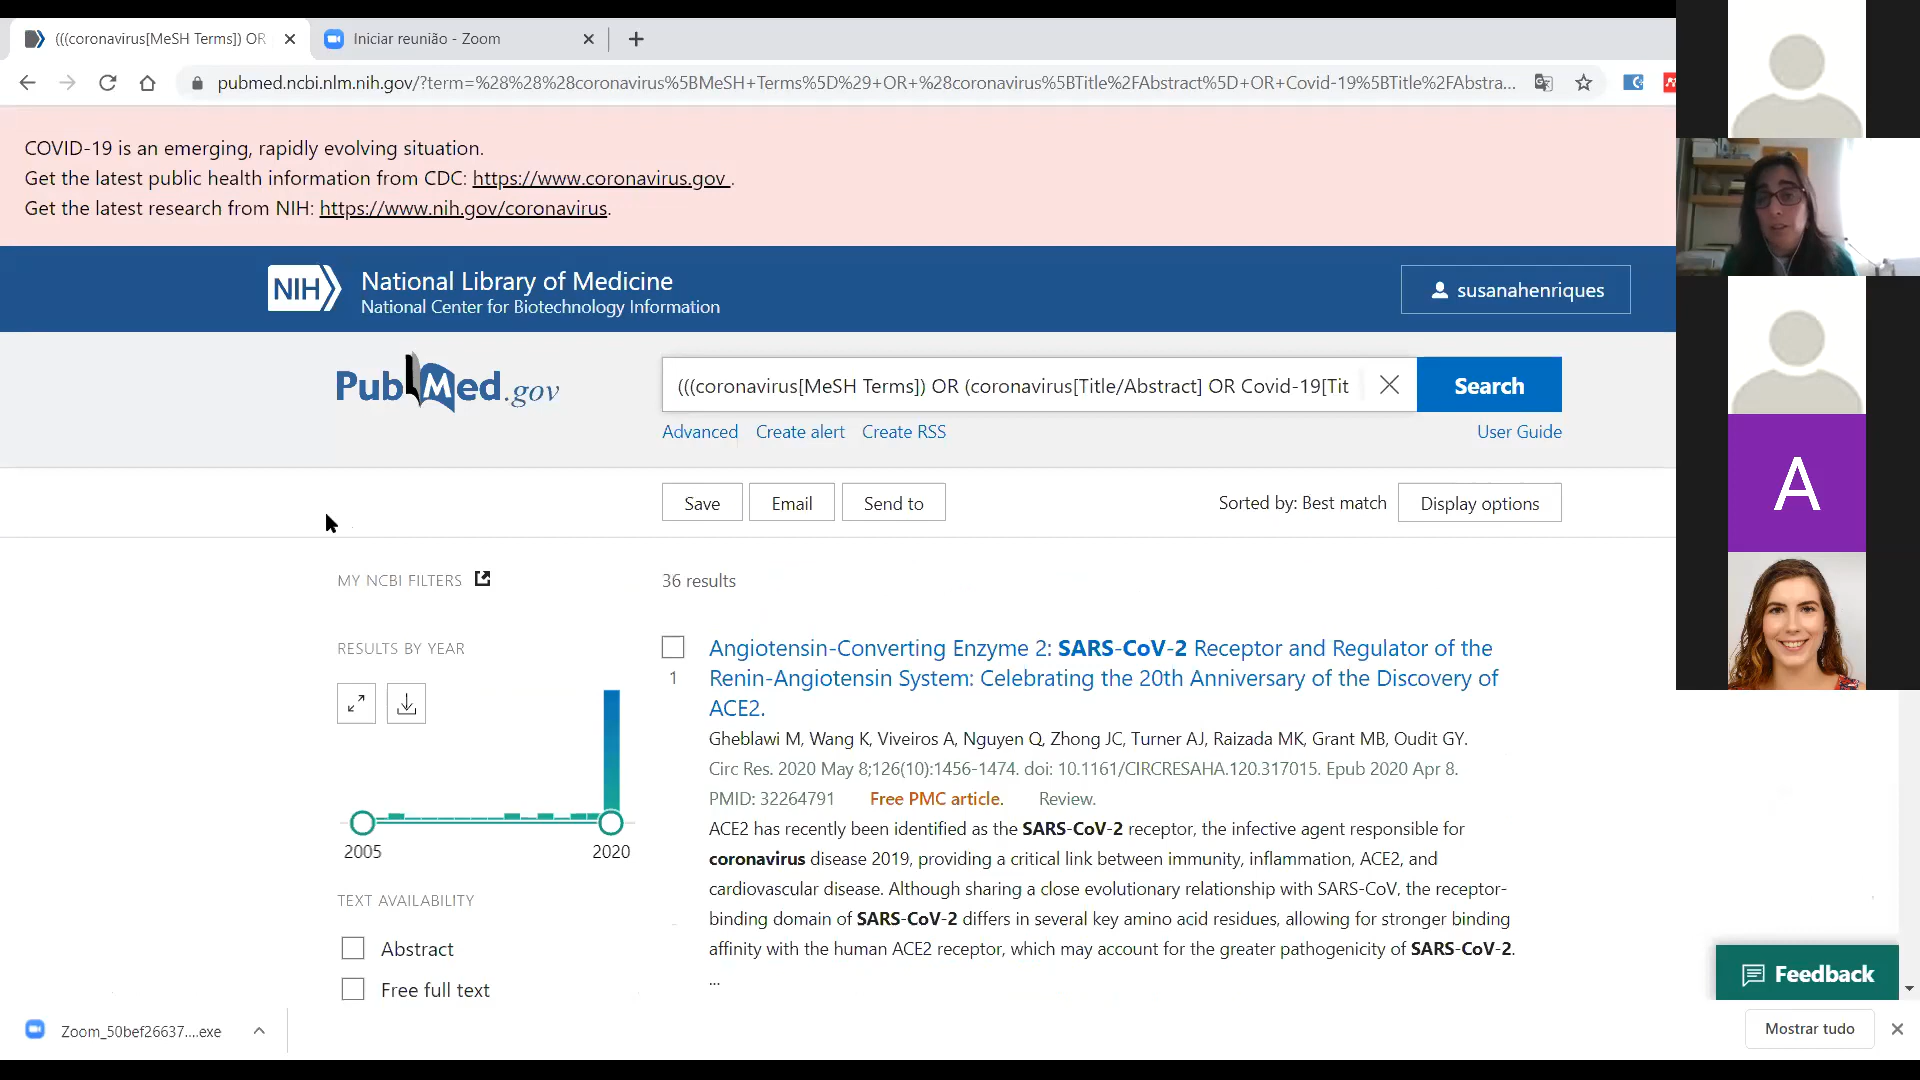 (((coronavirus[MeSH Terms]) OR
Iniciar reunião - Zoom
pubmed.ncbi.nlm.nih.gov/?term=%28%28%28coronavirus%5BMeSH+Terms%5D%29+OR+%28coronavirus%5BTitle%2FAbstract%5D+OR+Covid-19%5BTitle%2FAbstra...
COVID-19 is an emerging, rapidly evolving situation.
Get the latest public health information from CDC: https://www.coronavirus.gov .
Get the latest research from NIH: https://www.nih.gov/coronavirus.
NIH
National Library of Medicine
National Center for Biotechnology Information
susanahenriques
PubMed.gov
(((coronavirus[MeSH Terms]) OR (coronavirus[Title/Abstract] OR Covid-19[Tit
Search
Advanced Create alert Create RSS
User Guide
Save Email Send to
Sorted by: Best match
Display options
A
MY NCBI FILTERS
36 results
RESULTS BY YEAR
2005 2020
TEXT AVAILABILITY
Abstract
Free full text
1
Angiotensin-Converting Enzyme 2: SARS-CoV-2 Receptor and Regulator of the
Renin-Angiotensin System: Celebrating the 20th Anniversary of the Discovery of
ACE2.
Gheblawi M, Wang K, Viveiros A, Nguyen Q, Zhong JC, Turner AJ, Raizada MK, Grant MB, Oudit GY.
Circ Res. 2020 May 8;126(10):1456-1474. doi: 10.1161/CIRCRESAHA.120.317015. Epub 2020 Apr 8.
PMID: 32264791 Free PMC article. Review.
ACE2 has recently been identified as the SARS-CoV-2 receptor, the infective agent responsible for
coronavirus disease 2019, providing a critical link between immunity, inflammation, ACE2, and
cardiovascular disease. Although sharing a close evolutionary relationship with SARS-CoV, the receptor-
binding domain of SARS-CoV-2 differs in several key amino acid residues, allowing for stronger binding
affinity with the human ACE2 receptor, which may account for the greater pathogenicity of SARS-CoV-2.
...
Feedback
Zoom_50bef26637....exe
Mostrar tudo